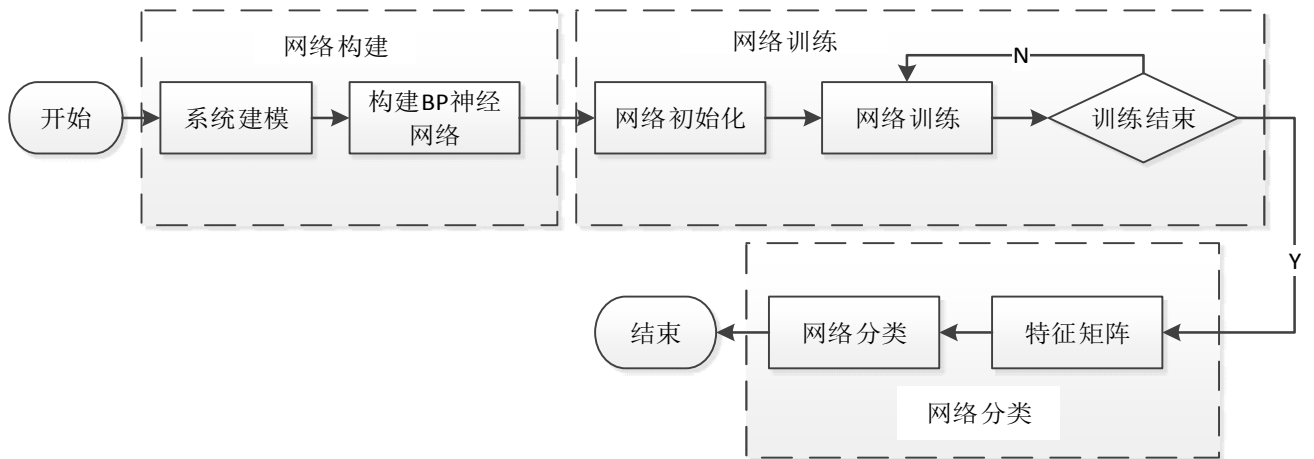 网络构建
网络训练
N
开始
系统建模
构建BP神经
网络
网络初始化
网络训练
训练结束
Y
结束
网络分类
特征矩阵
网络分类